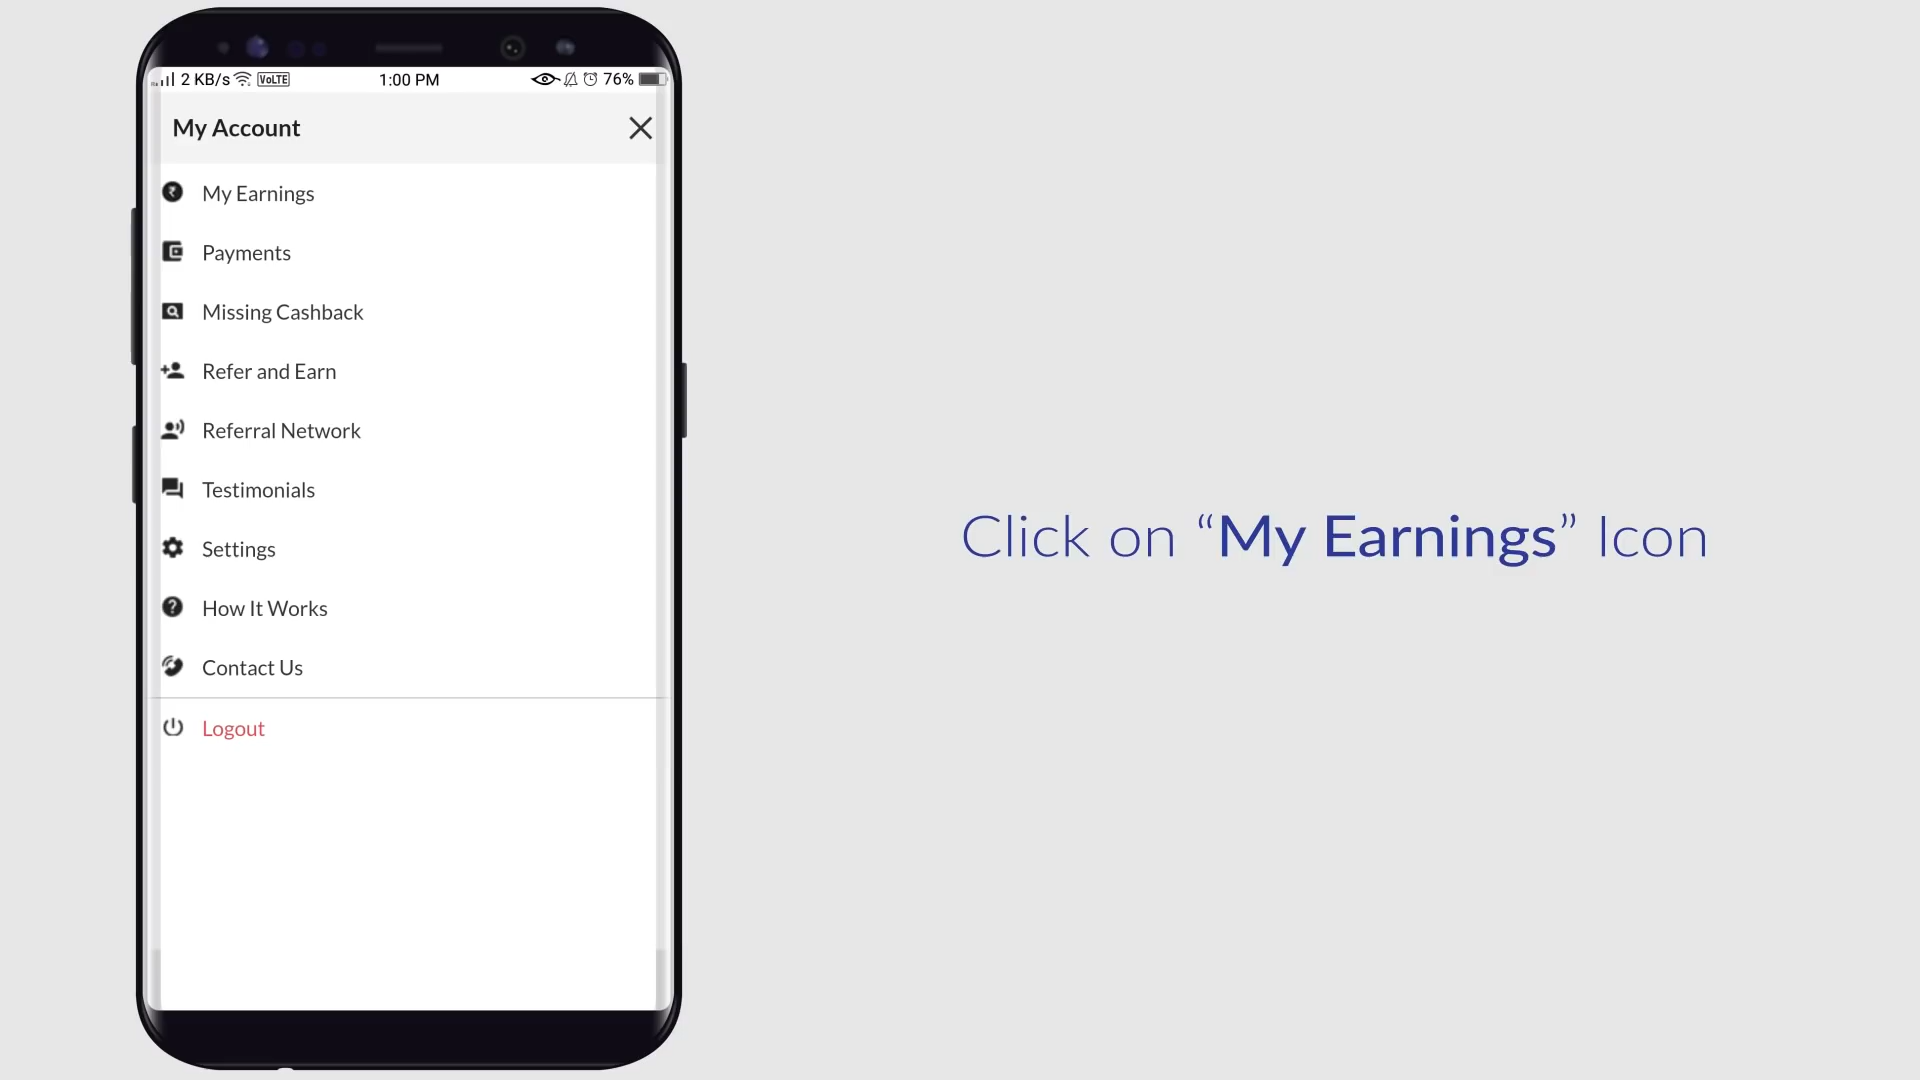 2 KB/s VoLTE 1:00 PM 76%
My Account
My Earnings
Payments
Missing Cashback
Refer and Earn
Referral Network
Testimonials
Settings
How It Works
Contact Us
Logout
Click on “My Earnings” Icon